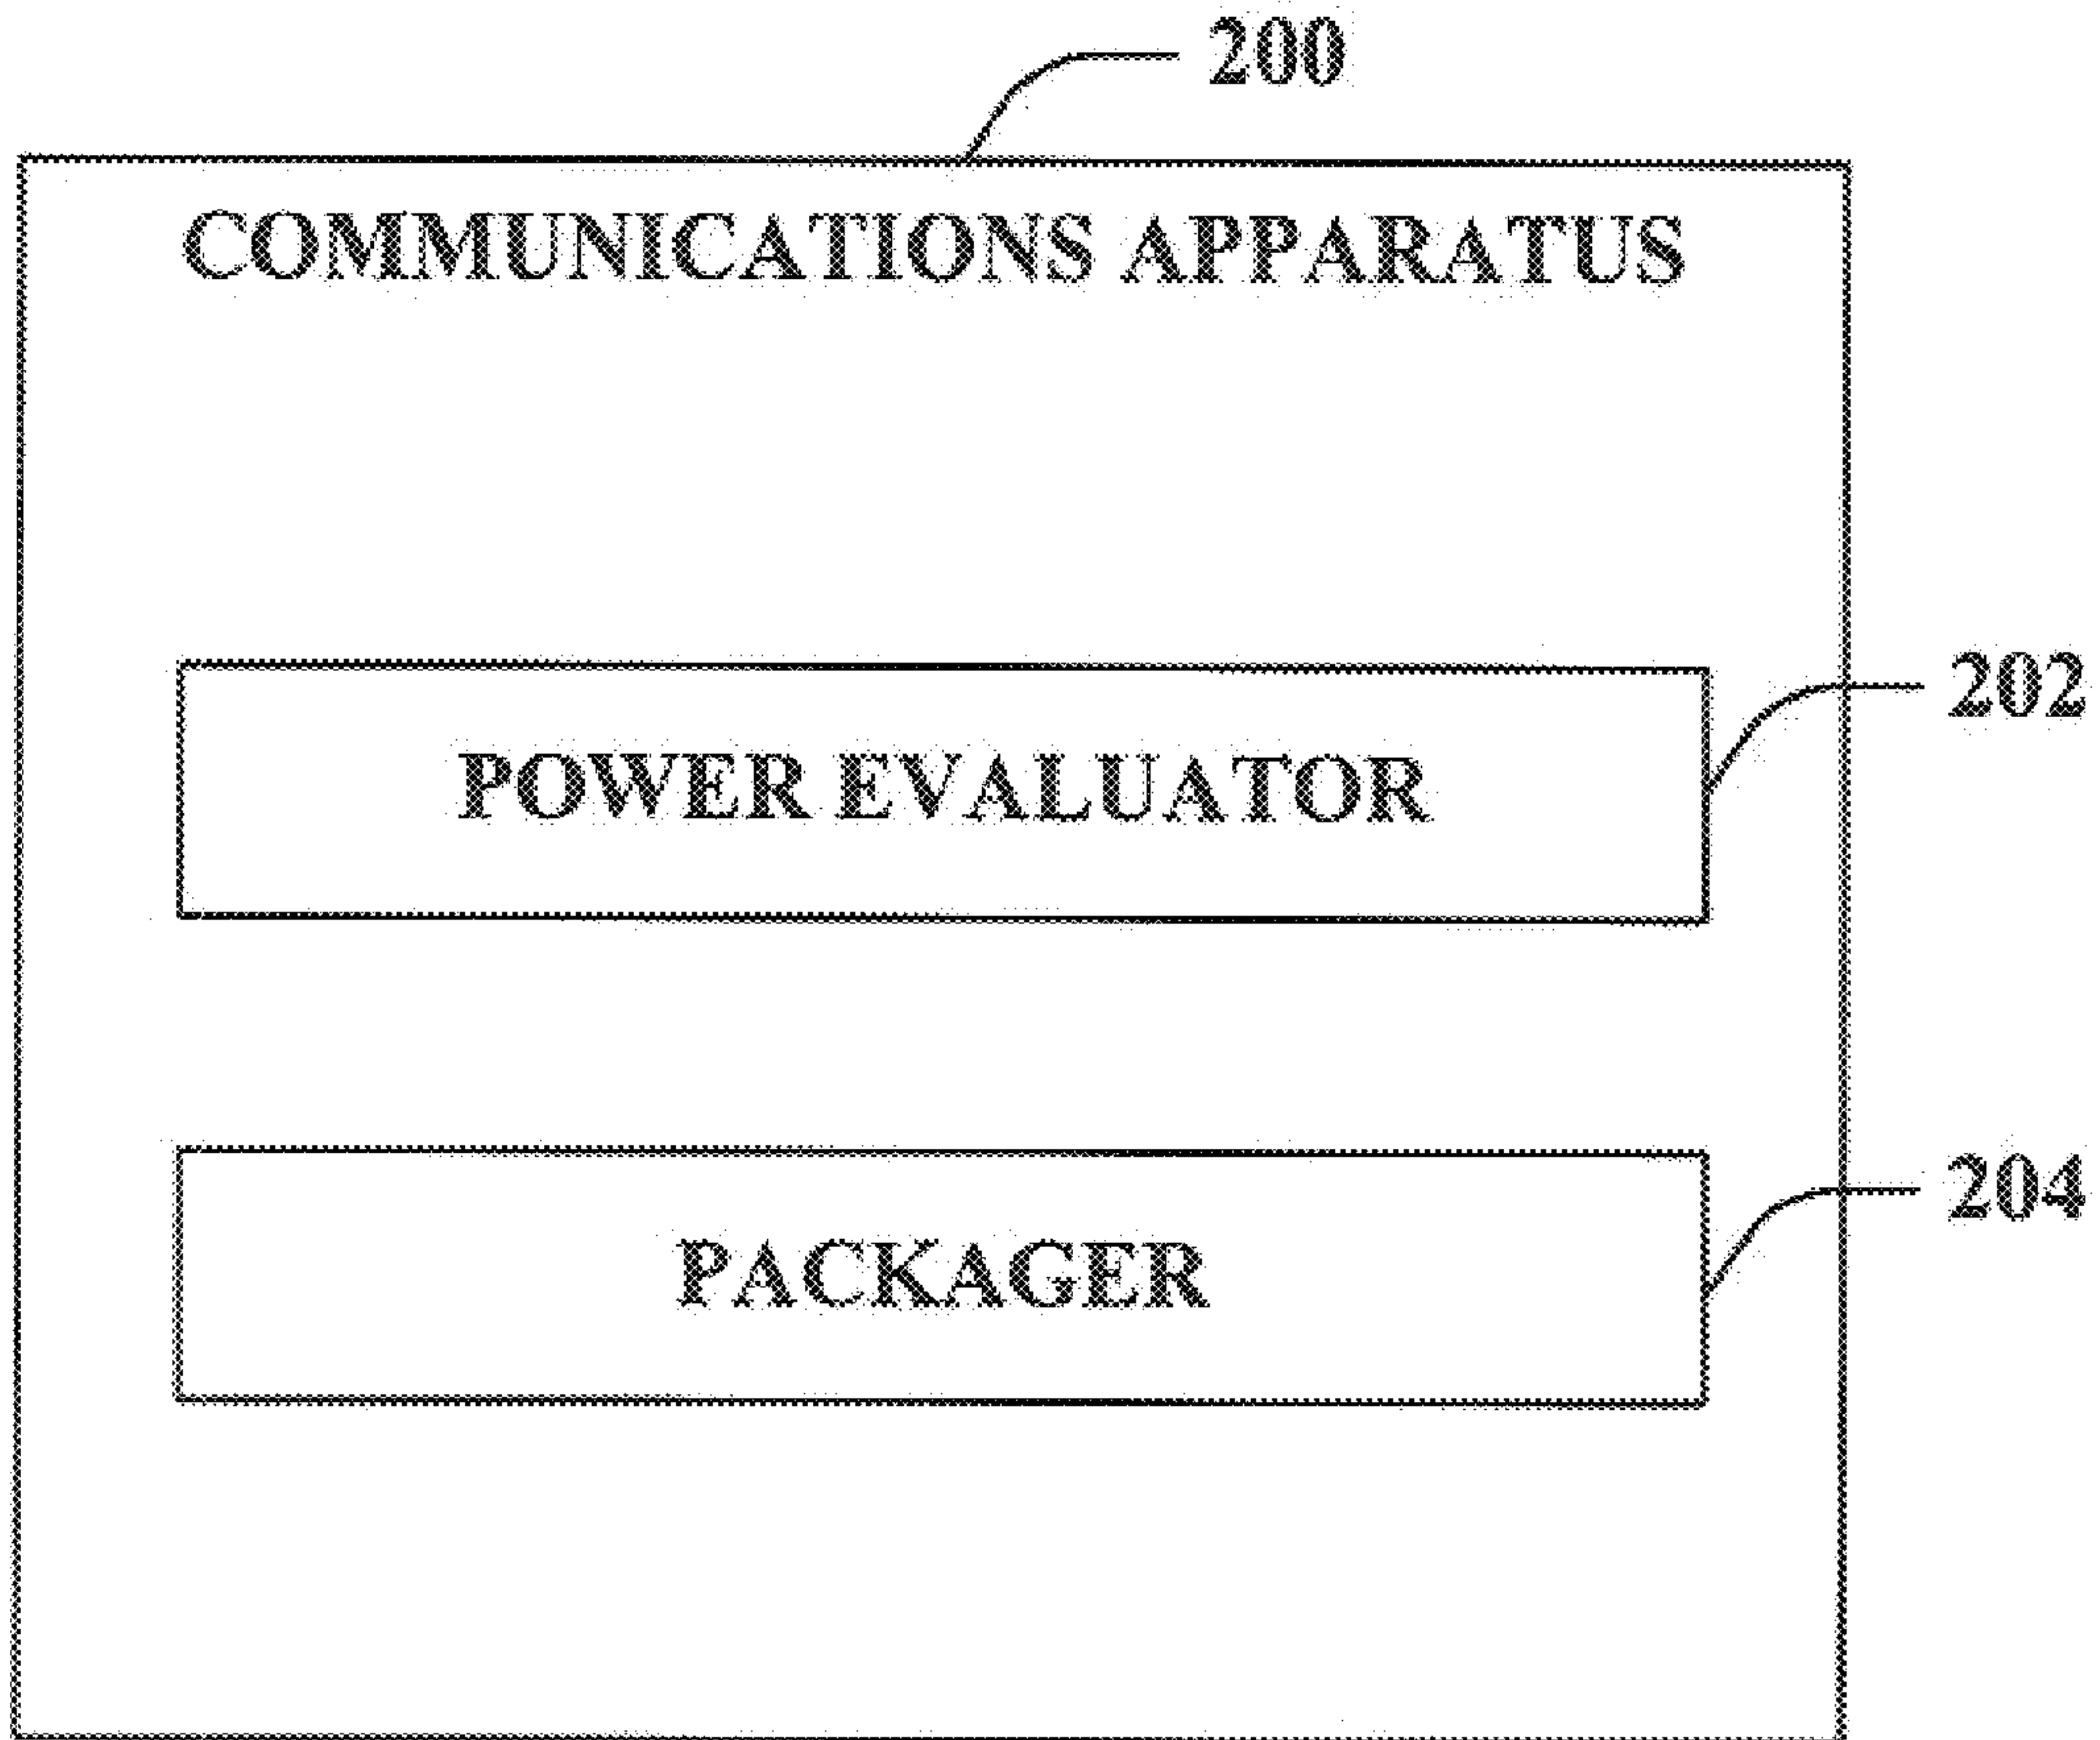 200
COMMUNICATIONS APPARATUS
202
POWER EVALUATOR
204
PACKAGER